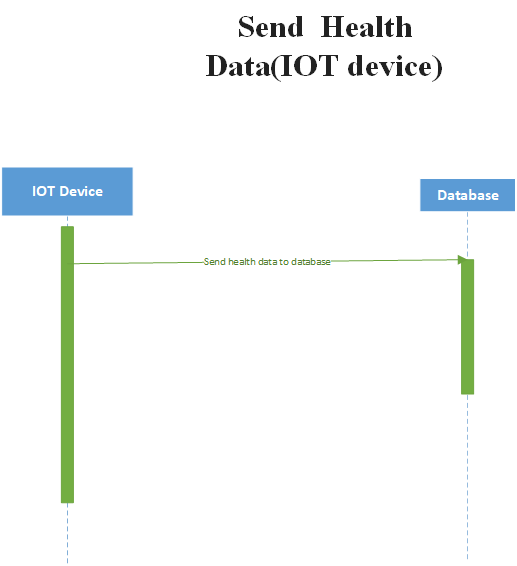 Send Health
Data(IOT device)
IOT Device
Database
Send health data to database